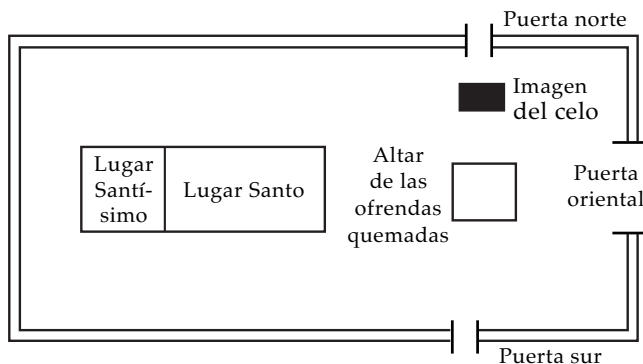 Puerta norte
Imagen
del celo
Lugar
Santí-
simo
Lugar Santo
Altar
de las
ofrendas
quemadas
Puerta
oriental
Puerta sur